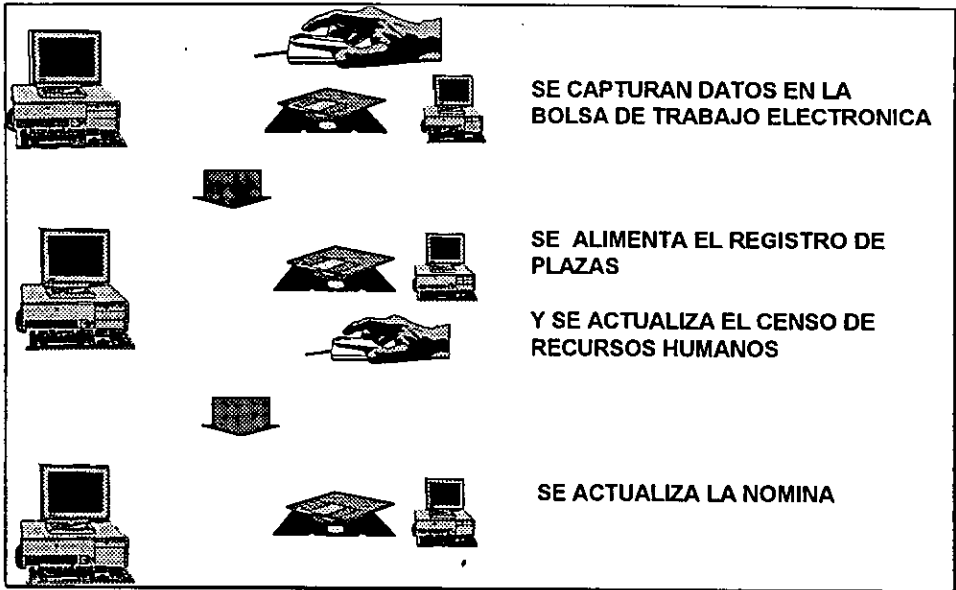 SE CAPTURAN DATOS EN LA
BOLSA DE TRABAJO ELECTRONICA
SE ALIMENTA EL REGISTRO DE
PLAZAS
Y SE ACTUALIZA EL CENSO DE
RECURSOS HUMANOS
SE ACTUALIZA LA NOMINA